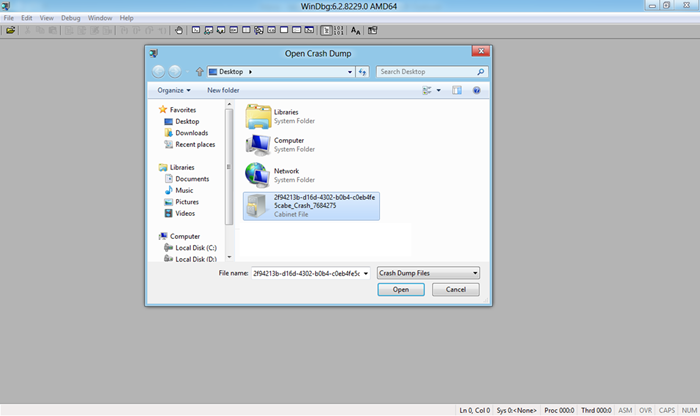 WinDbg:6.2.8229.0 AMD64
File Edit View Debug Window Help
Open Crash Dump
Desktop
Search Desktop
Organize New folder
Favorites
Desktop
Downloads
Recent places
Libraries
Documents
Music
Pictures
Videos
Computer
Local Disk (C:)
Local Disk (D:)
Libraries
System Folder
Computer
System Folder
Network
System Folder
2f94213b-d16d-4302-b0b4-c0eb4fe
5cabe_Crash_7684275
Cabinet File
File name: 2f94213b-d16d-4302-b0b4-c0eb4fe5c Crash Dump Files
Open Cancel
Ln 0, Col 0 Sys 0:<None> Proc 000:0 Thrd 000:0 ASM OVR CAPS NUM